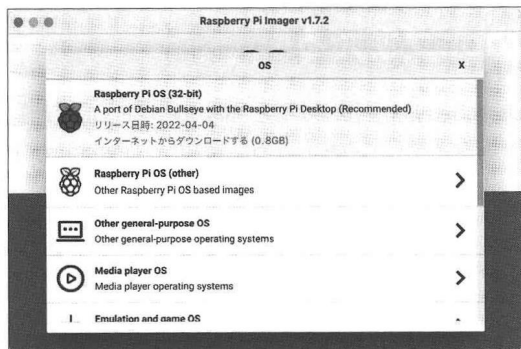 Raspberry Pi Imager v1.7.2
OS
X
Raspberry Pi OS (32-bit)
A port of Debian Bullseye with the Raspberry Pi Desktop (Recommended)
リリース日時: 2022-04-04
インターネットからダウンロードする (0.8GB)
Raspberry Pi OS (other)
Other Raspberry Pi OS based images
Other general-purpose OS
Other general-purpose operating systems
Media player OS
Media player operating systems
Emulation and game OS